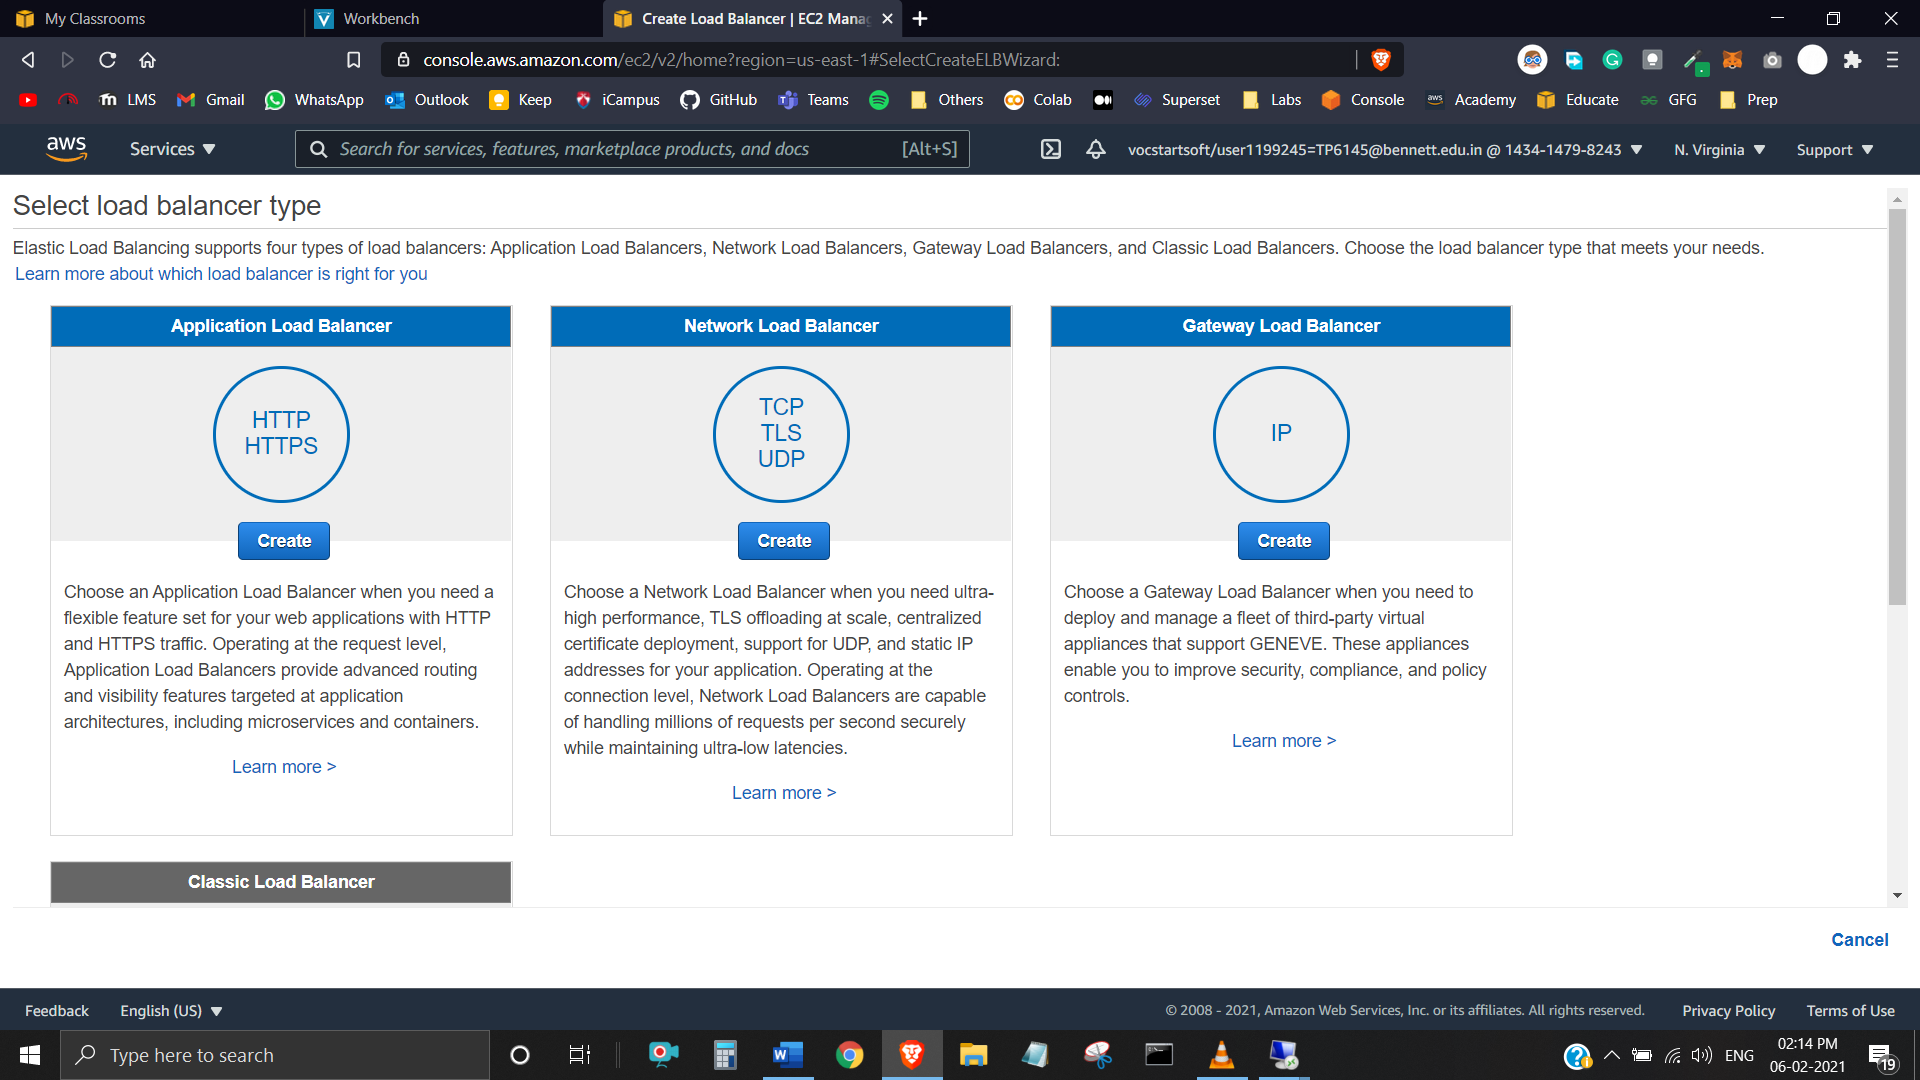 My Classrooms
Workbench
Create Load Balancer | EC2 Mana
console.aws.amazon.com/ec2/v2/home?region=us-east-1#SelectCreateELBWizard:
LMS
Gmail
WhatsApp
Outlook
Keep
iCampus
GitHub
Teams
Others
Colab
Superset
Labs
Console
aws
Academy
Educate
GFG
Prep
aws
Services
Search for services, features, marketplace products, and docs
[Alt+S]
vocstartsoft/user1199245=TP6145@bennett.edu.in @ 1434-1479-8243
N. Virginia
Support
Select load balancer type
Elastic Load Balancing supports four types of load balancers: Application Load Balancers, Network Load Balancers, Gateway Load Balancers, and Classic Load Balancers. Choose the load balancer type that meets your needs.
Learn more about which load balancer is right for you
Application Load Balancer
HTTP
HTTPS
Create
Choose an Application Load Balancer when you need a
flexible feature set for your web applications with HTTP
and HTTPS traffic. Operating at the request level,
Application Load Balancers provide advanced routing
and visibility features targeted at application
architectures, including microservices and containers.
Learn more >
Network Load Balancer
TCP
TLS
UDP
Create
Choose a Network Load Balancer when you need ultra-
high performance, TLS offloading at scale, centralized
certificate deployment, support for UDP, and static IP
addresses for your application. Operating at the
connection level, Network Load Balancers are capable
of handling millions of requests per second securely
while maintaining ultra-low latencies.
Learn more >
Gateway Load Balancer
IP
Create
Choose a Gateway Load Balancer when you need to
deploy and manage a fleet of third-party virtual
appliances that support GENEVE. These appliances
enable you to improve security, compliance, and policy
controls.
Learn more >
Classic Load Balancer
Cancel
Feedback
English (US)
© 2008 - 2021, Amazon Web Services, Inc. or its affiliates. All rights reserved.
Privacy Policy
Terms of Use
Type here to search
ENG
02:14 PM
06-02-2021
19